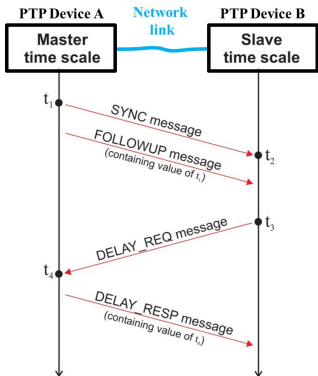 PTP Device A
Network
link
PTP Device B
Master
time scale
Slave
time scale
t₁
SYNC message
FOLLOWUP message
(containing value of t₁)
t₂
t₃
DELAY_REQ message
t₄
DELAY_RESP message
(containing value of t₄)